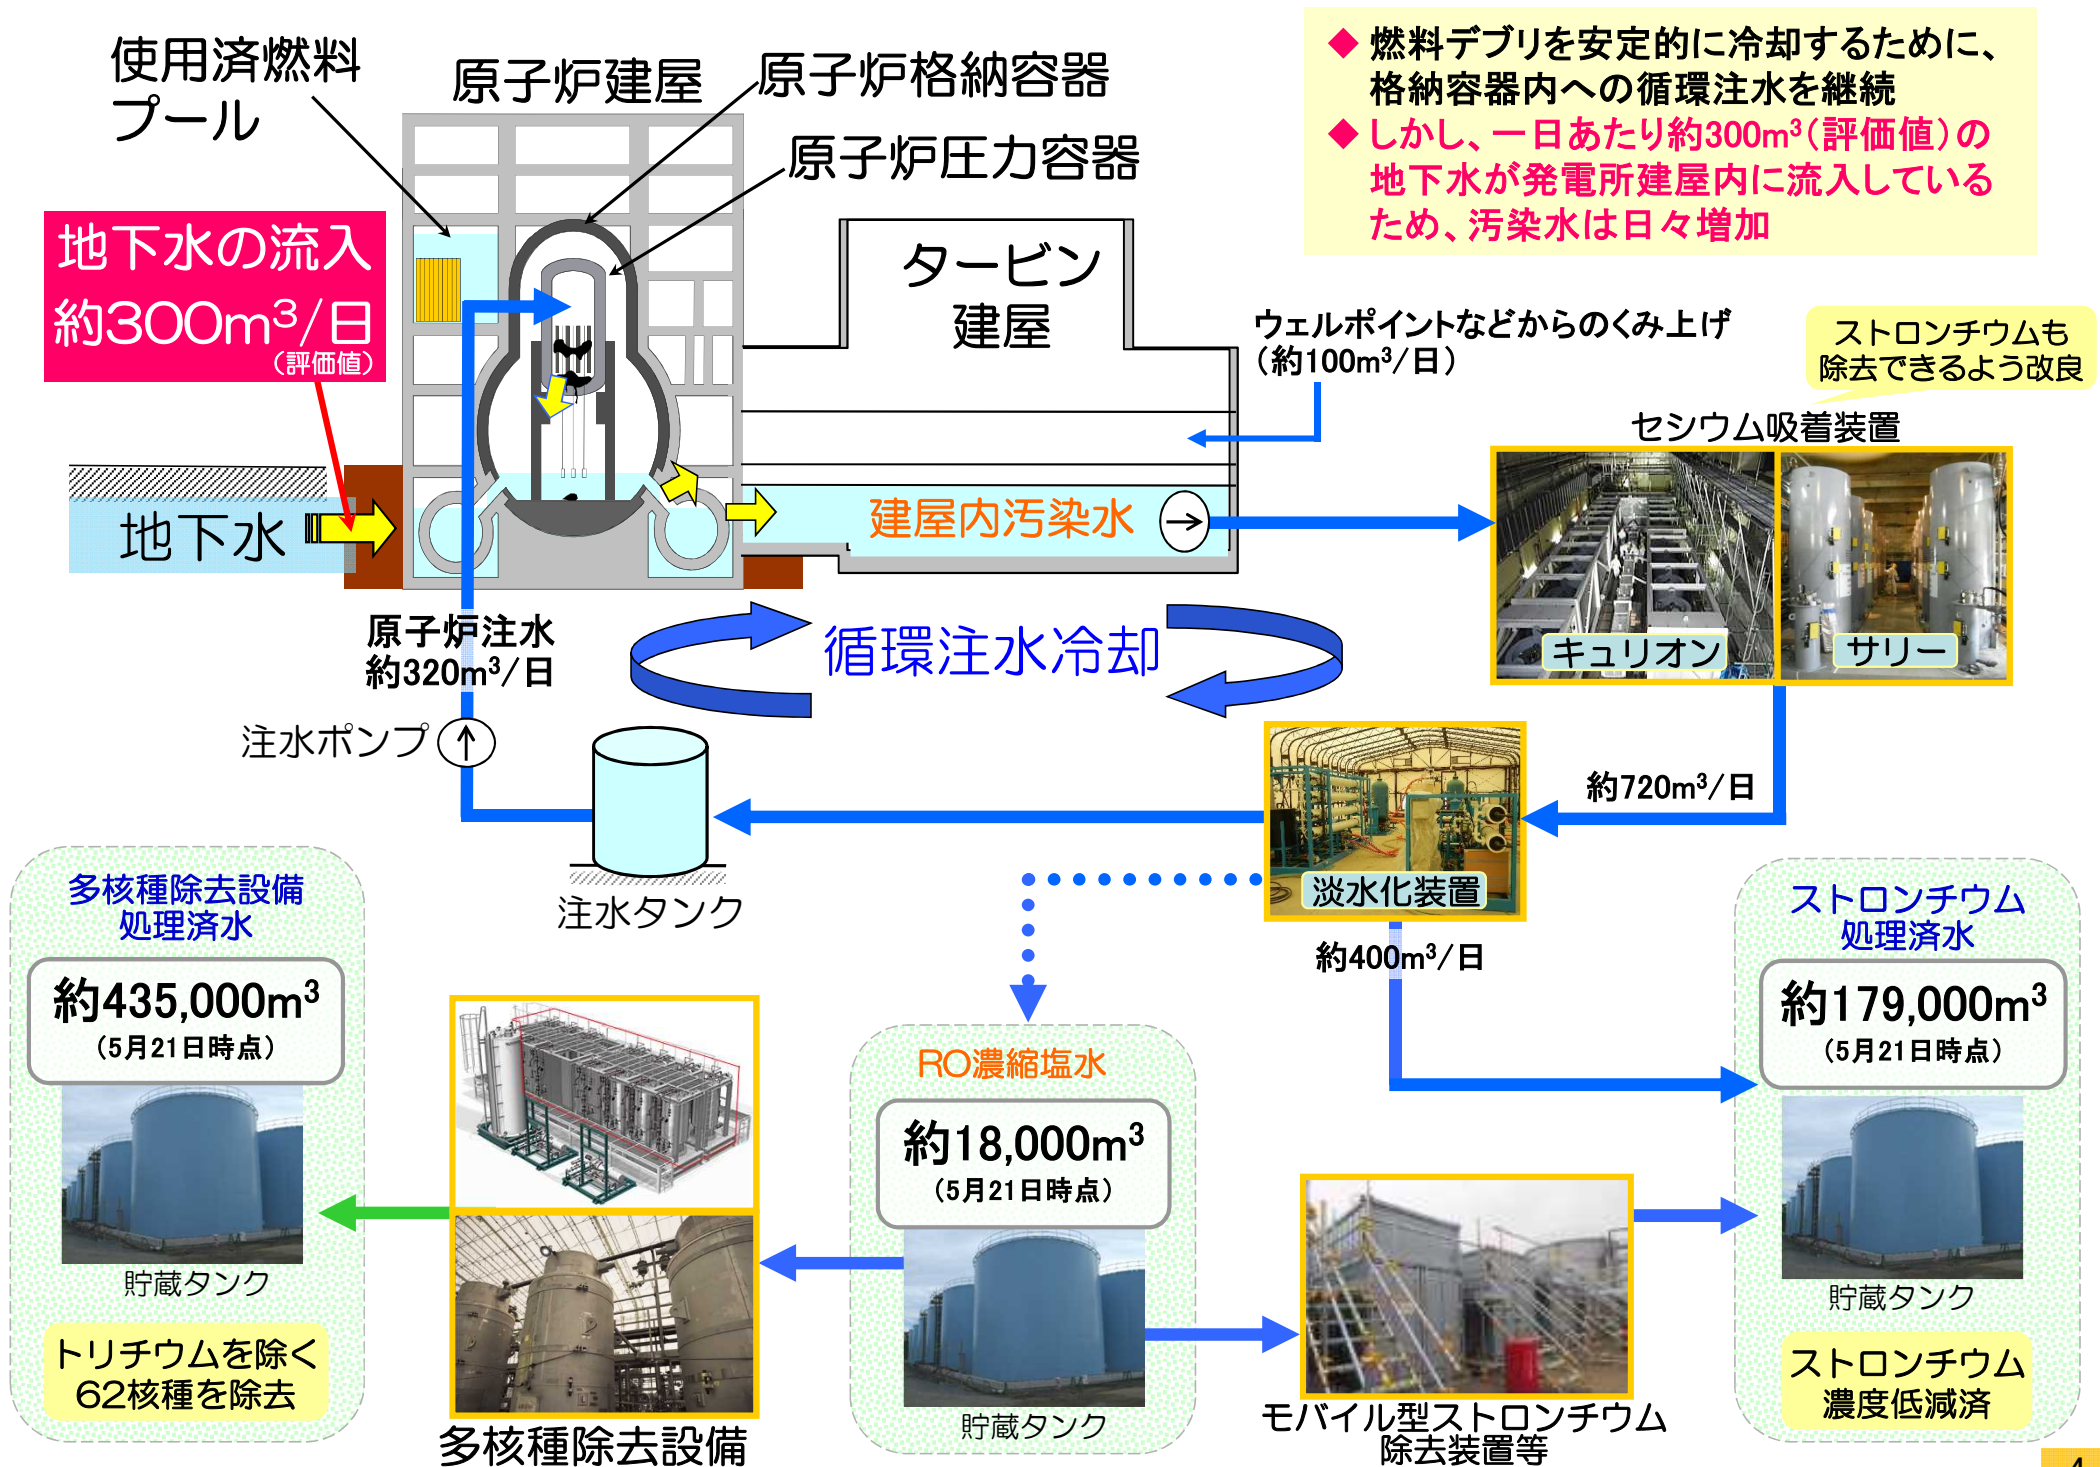 使用済燃料
プール
原子炉建屋
原子炉格納容器
原子炉圧力容器
◆ 燃料デブリを安定的に冷却するために、
格納容器内への循環注水を継続
◆ しかし、一日あたり約300m³(評価値)の
地下水が発電所建屋内に流入している
ため、汚染水は日々増加
地下水の流入
約300m³/日
(評価値)
タービン
建屋
ウェルポイントなどからのくみ上げ
(約100m³/日)
ストロンチウムも
除去できるよう改良
セシウム吸着装置
地下水
建屋内汚染水
キュリオン
サリー
原子炉注水
約320m³/日
循環注水冷却
注水ポンプ
約720m³/日
注水タンク
淡水化装置
約400m³/日
多核種除去設備
処理済水
約435,000m³
(5月21日時点)
貯蔵タンク
トリチウムを除く
62核種を除去
多核種除去設備
RO濃縮塩水
約18,000m³
(5月21日時点)
貯蔵タンク
モバイル型ストロンチウム
除去装置等
ストロンチウム
処理済水
約179,000m³
(5月21日時点)
貯蔵タンク
ストロンチウム
濃度低減済
4